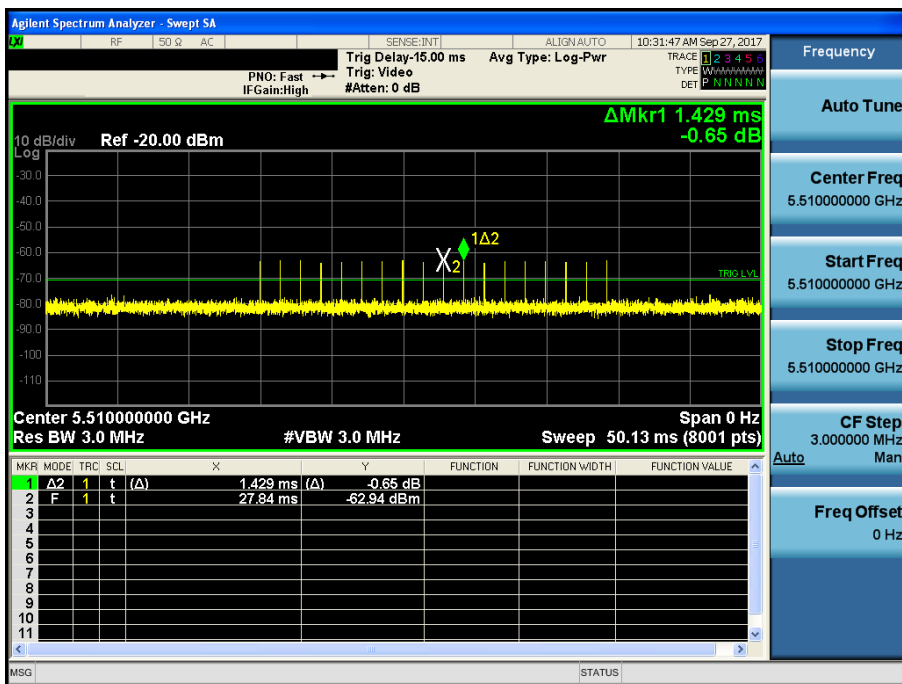 Agilent Spectrum Analyzer - Swept SA
LXI RF 50 Ω AC SENSE:INT ALIGN AUTO 10:31:47 AM Sep 27, 2017
Frequency
Trig Delay-15.00 ms Avg Type: Log-Pwr TRACE 1 2 3 4 5 6
PNO: Fast Trig: Video TYPE WWWWWW
IFGain:High #Atten: 0 dB DET P N N N N N
Auto Tune
ΔMkr1 1.429 ms
-0.65 dB
10 dB/div Ref -20.00 dBm
Log
-30.0
-40.0
-50.0
-60.0
-70.0
-80.0
-90.0
-100
-110
1Δ2
X2
TRIG LVL
Center Freq
5.510000000 GHz
Start Freq
5.510000000 GHz
Stop Freq
5.510000000 GHz
Center 5.510000000 GHz Span 0 Hz
Res BW 3.0 MHz #VBW 3.0 MHz Sweep 50.13 ms (8001 pts)
CF Step
3.000000 MHz
Auto Man
MKR MODE TRC SCL X Y FUNCTION FUNCTION WIDTH FUNCTION VALUE
1 Δ2 1 t (Δ) 1.429 ms (Δ) -0.65 dB
2 F 1 t 27.84 ms -62.94 dBm
3
4
5
6
7
8
9
10
11
Freq Offset
0 Hz
MSG STATUS